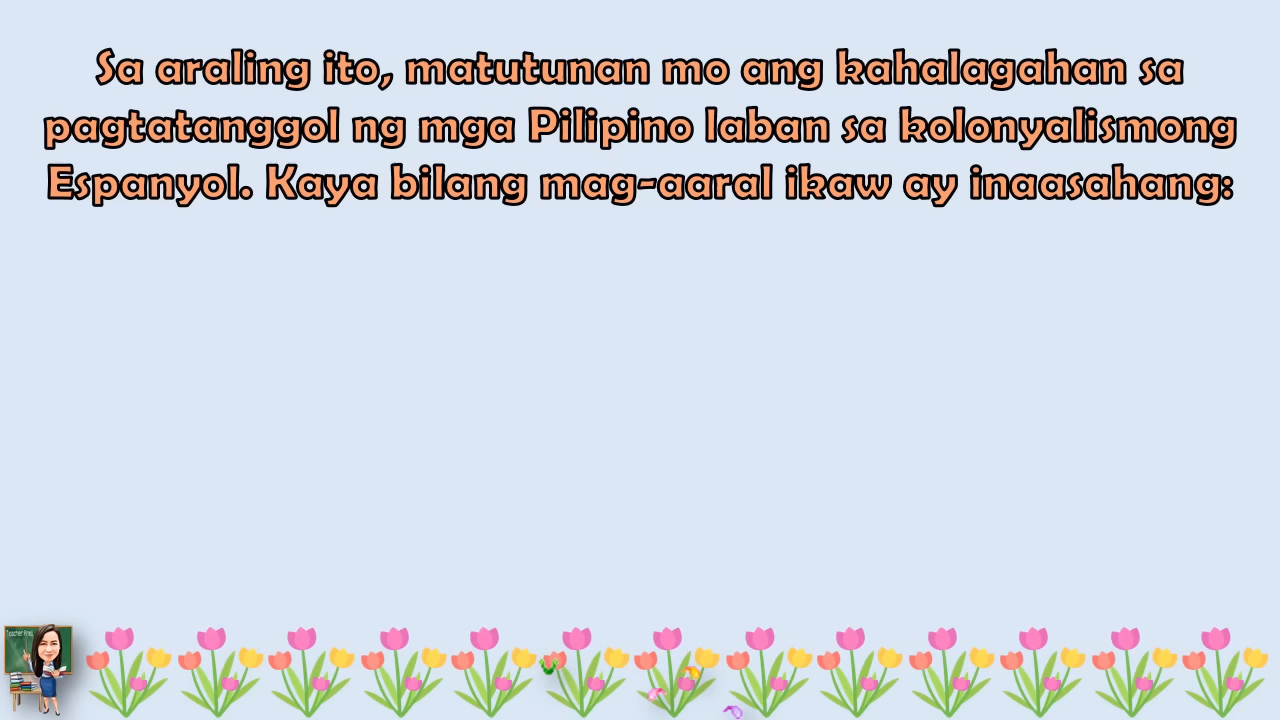 Sa araling ito, matutunan mo ang kahalagahan sa
pagtatanggol ng mga Pilipino laban sa kolonyalismong
Espanyol. Kaya bilang mag-aaral ikaw ay inaasahang: